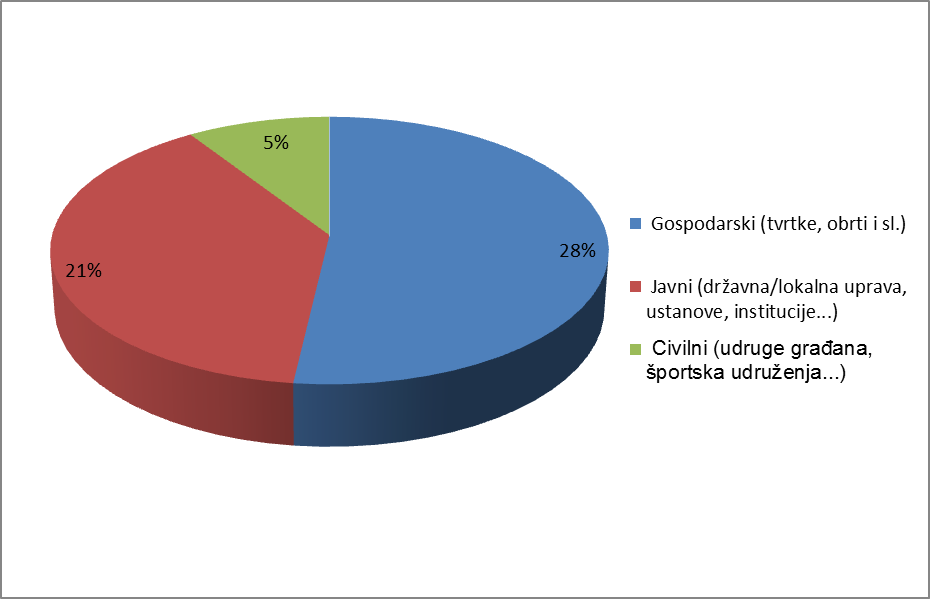 5%
28%
21%
Gospodarski (tvrtke, obrti i sl.)
Javni (državna/lokalna uprava,
ustanove, institucije...)
Civilni (udruge građana,
športska udruženja...)